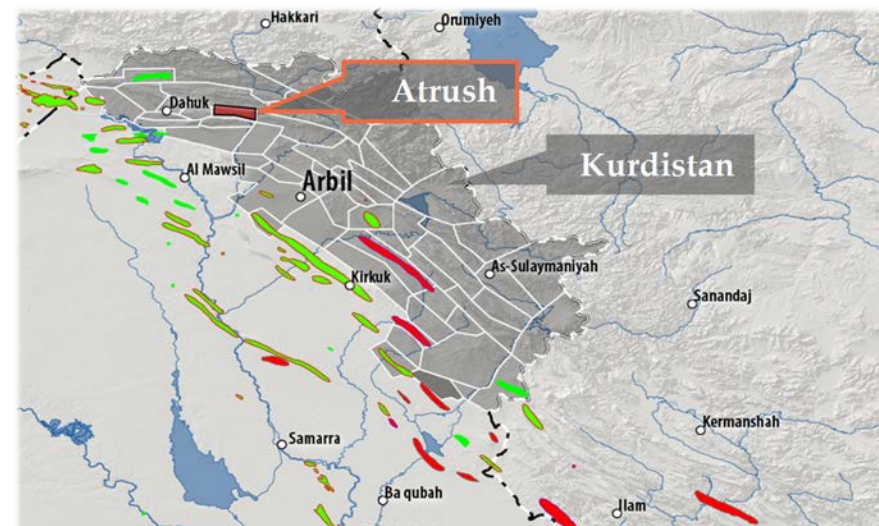 Hakkari
Orumiyeh
Atrush
Dahuk
Kurdistan
Al Mawsil
Arbil
As-Sulaymaniyah
Kirkuk
Sanandaj
Kermanshah
Samarra
Ba qubah
Ilam